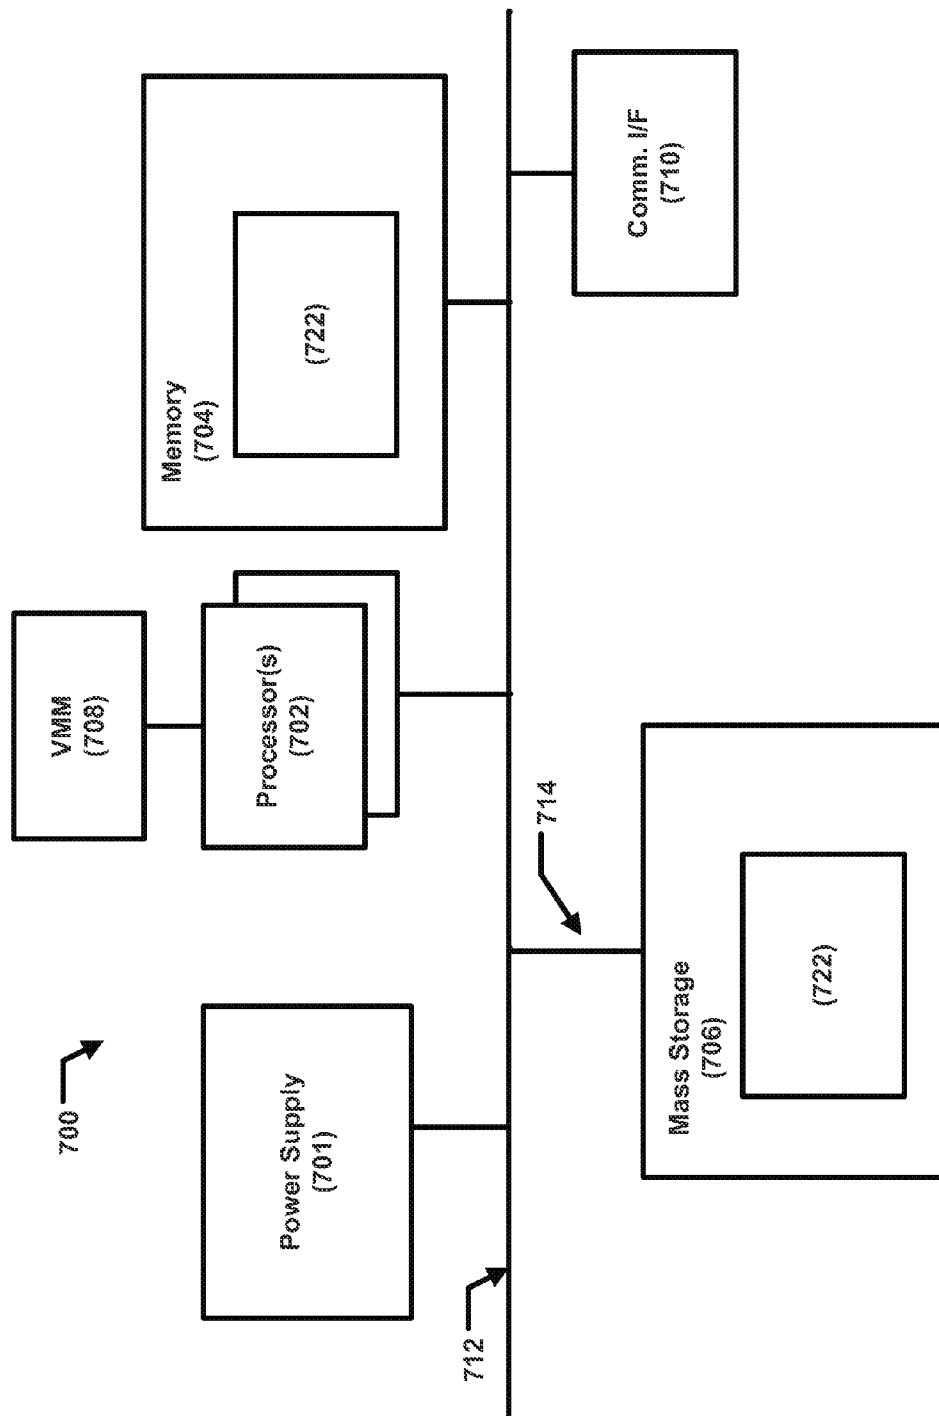 700
Power Supply
(701)
VMM
(708)
Processor(s)
(702)
Memory
(704)
(722)
712
714
Mass Storage
(706)
(722)
Comm. I/F
(710)